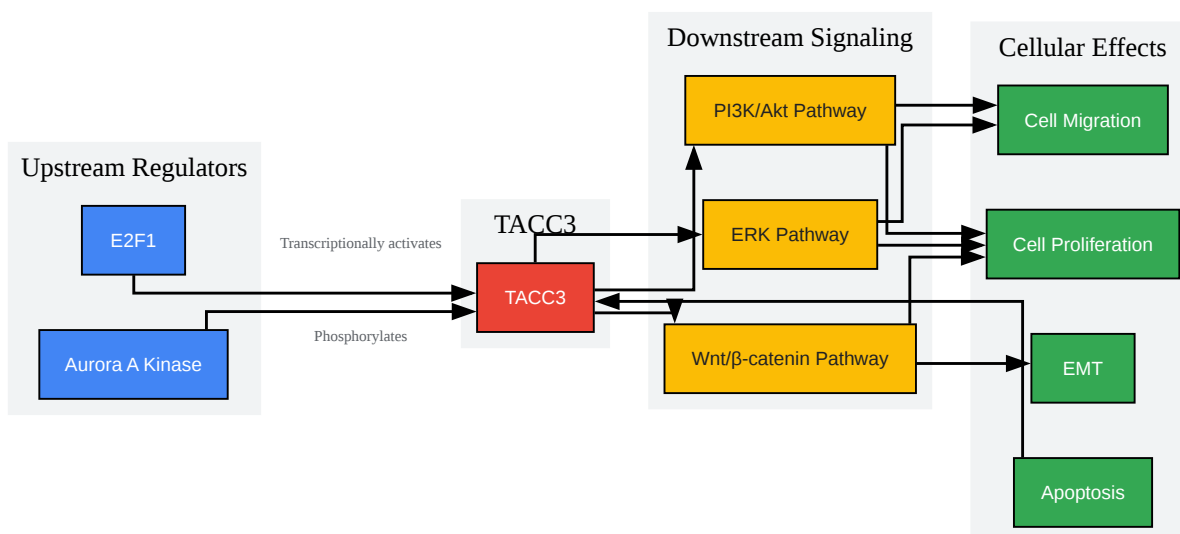 Upstream Regulators
E2F1
Aurora A Kinase
Transcriptionally activates
Phosphorylates
TACC3
TACC3
Downstream Signaling
PI3K/Akt Pathway
ERK Pathway
Wnt/β-catenin Pathway
Cellular Effects
Cell Migration
Cell Proliferation
EMT
Apoptosis